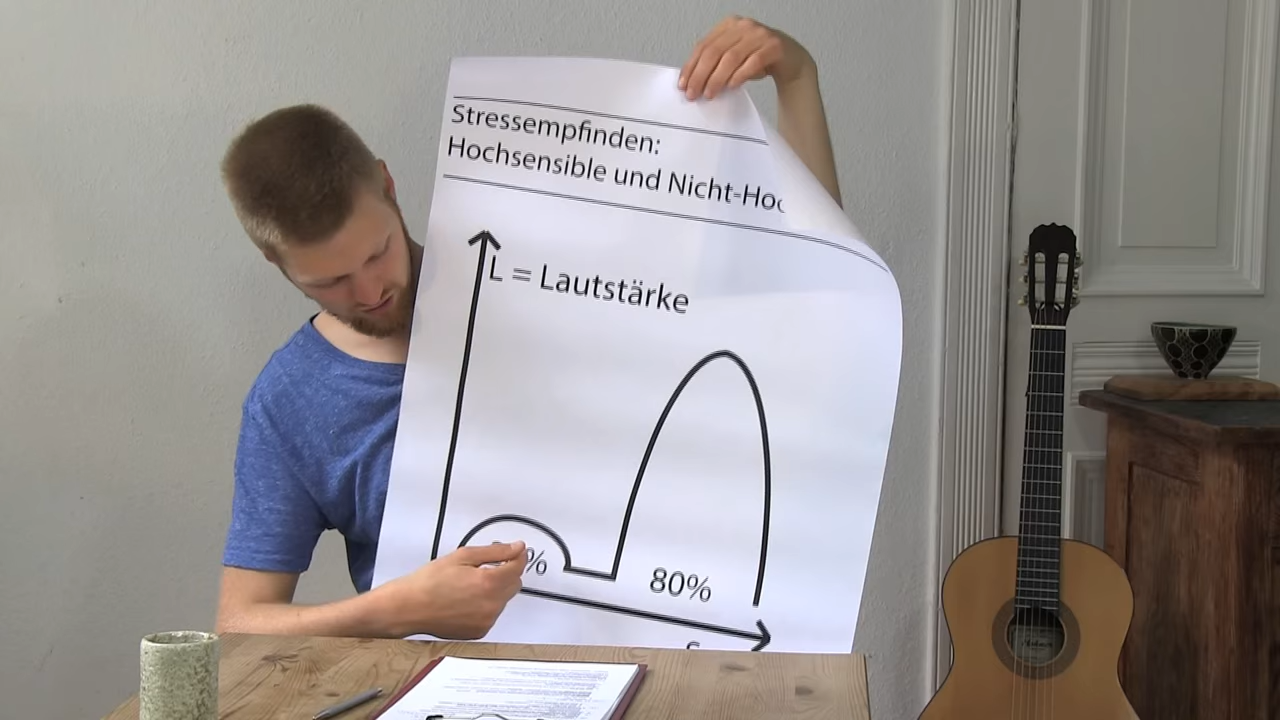 Stressempfinden:
Hochsensible und Nicht-Hoc
L = Lautstärke
%
80%